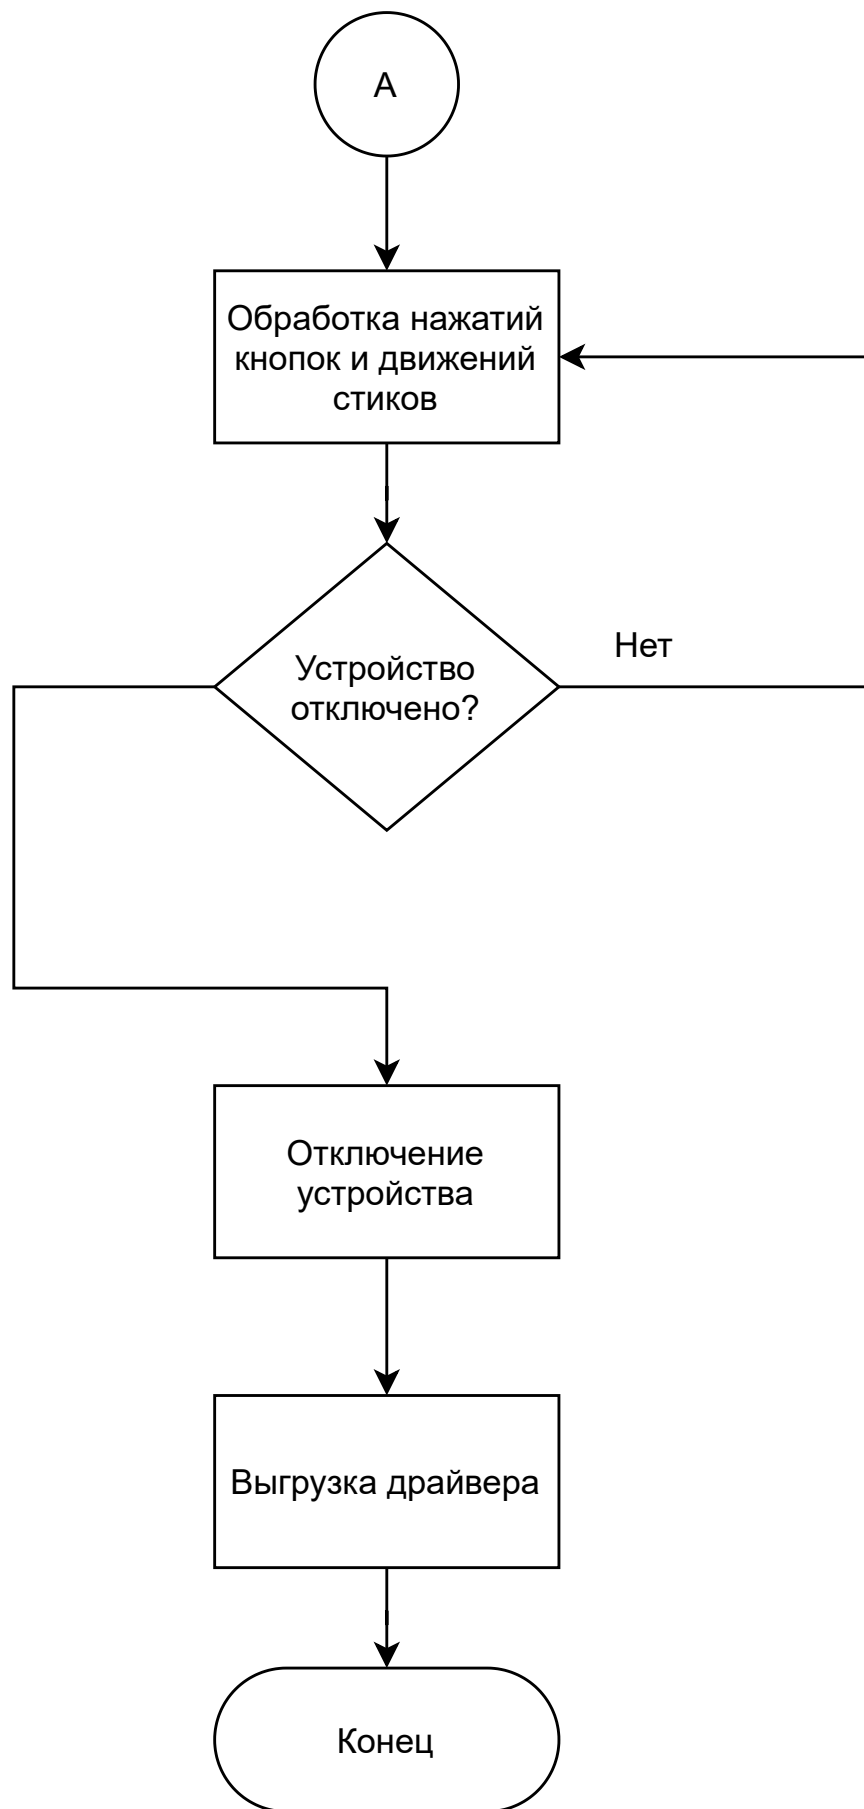 А
Обработка нажатий
кнопок и движений
стиков
Нет
Устройство
отключено?
Отключение
устройства
Выгрузка драйвера
Конец